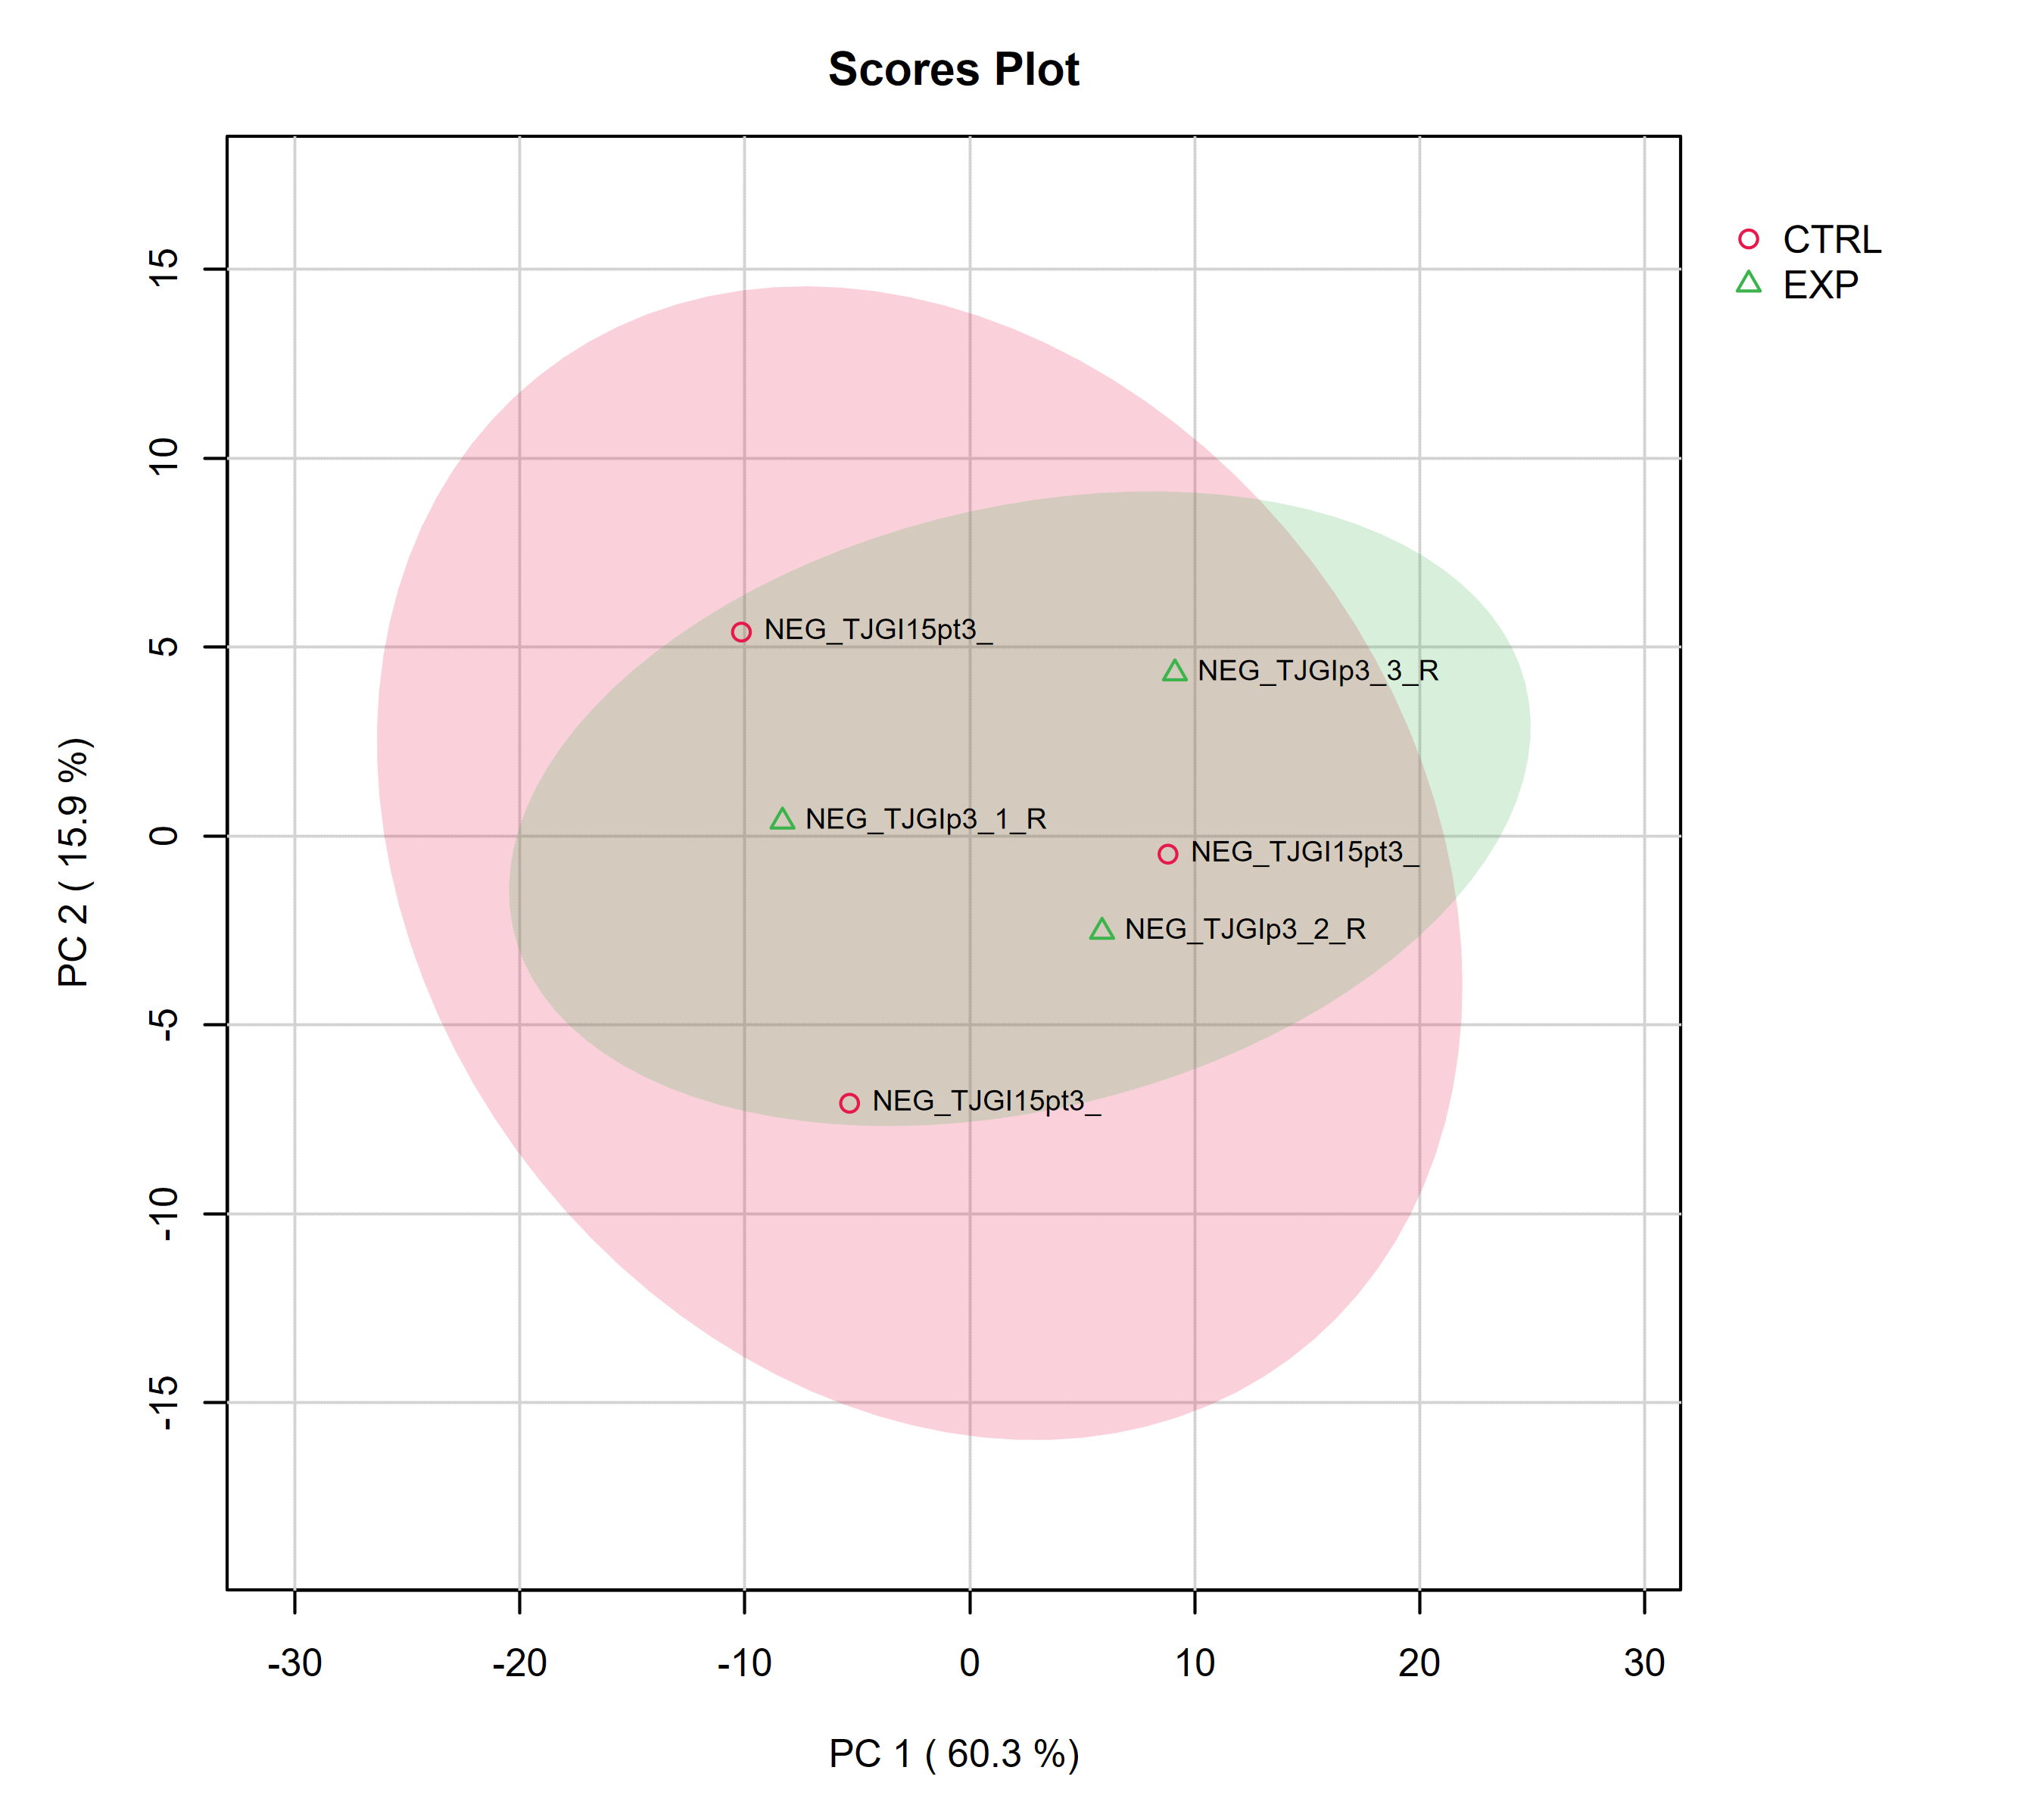 Scores Plot
CTRL
EXP
15
10
5
0
-5
-10
-15
PC 2 ( 15.9 %)
NEG_TJGI15pt3_
NEG_TJGIp3_3_R
NEG_TJGIp3_1_R
NEG_TJGI15pt3_
NEG_TJGIp3_2_R
NEG_TJGI15pt3_
-30 -20 -10 0 10 20 30
PC 1 ( 60.3 %)